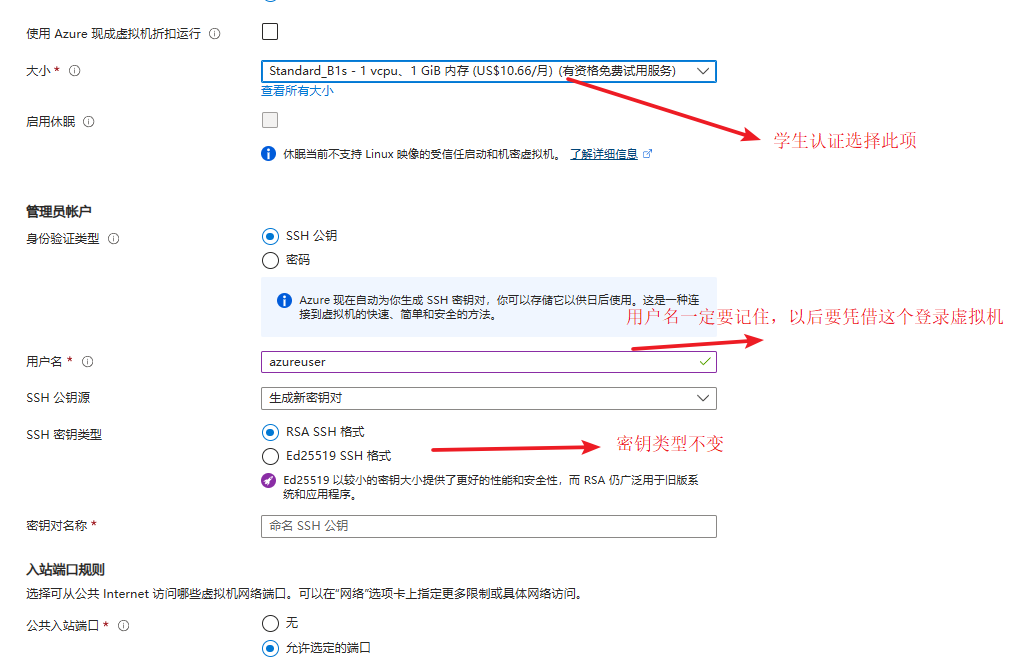 使用 Azure 现成虚拟机折扣运行
大小 *
Standard_B1s - 1 vcpu、1 GiB 内存 (US$10.66/月) (有资格免费试用服务)
查看所有大小
启用休眠
学生认证选择此项
休眠当前不支持 Linux 映像的受信任启动和机密虚拟机。 了解详细信息
管理员帐户
身份验证类型
SSH 公钥
密码
Azure 现在自动为你生成 SSH 密钥对，你可以存储它以供日后使用。这是一种连
接到虚拟机的快速、简单和安全的方法。
用户名一定要记住，以后要凭借这个登录虚拟机
用户名 *
azureuser
SSH 公钥源
生成新密钥对
SSH 密钥类型
RSA SSH 格式
Ed25519 SSH 格式
密钥类型不变
Ed25519 以较小的密钥大小提供了更好的性能和安全性，而 RSA 仍广泛用于旧版系
统和应用程序。
密钥对名称 *
命名 SSH 公钥
入站端口规则
选择可从公共 Internet 访问哪些虚拟机网络端口。可以在"网络"选项卡上指定更多限制或具体网络访问。
公共入站端口 *
无
允许选定的端口